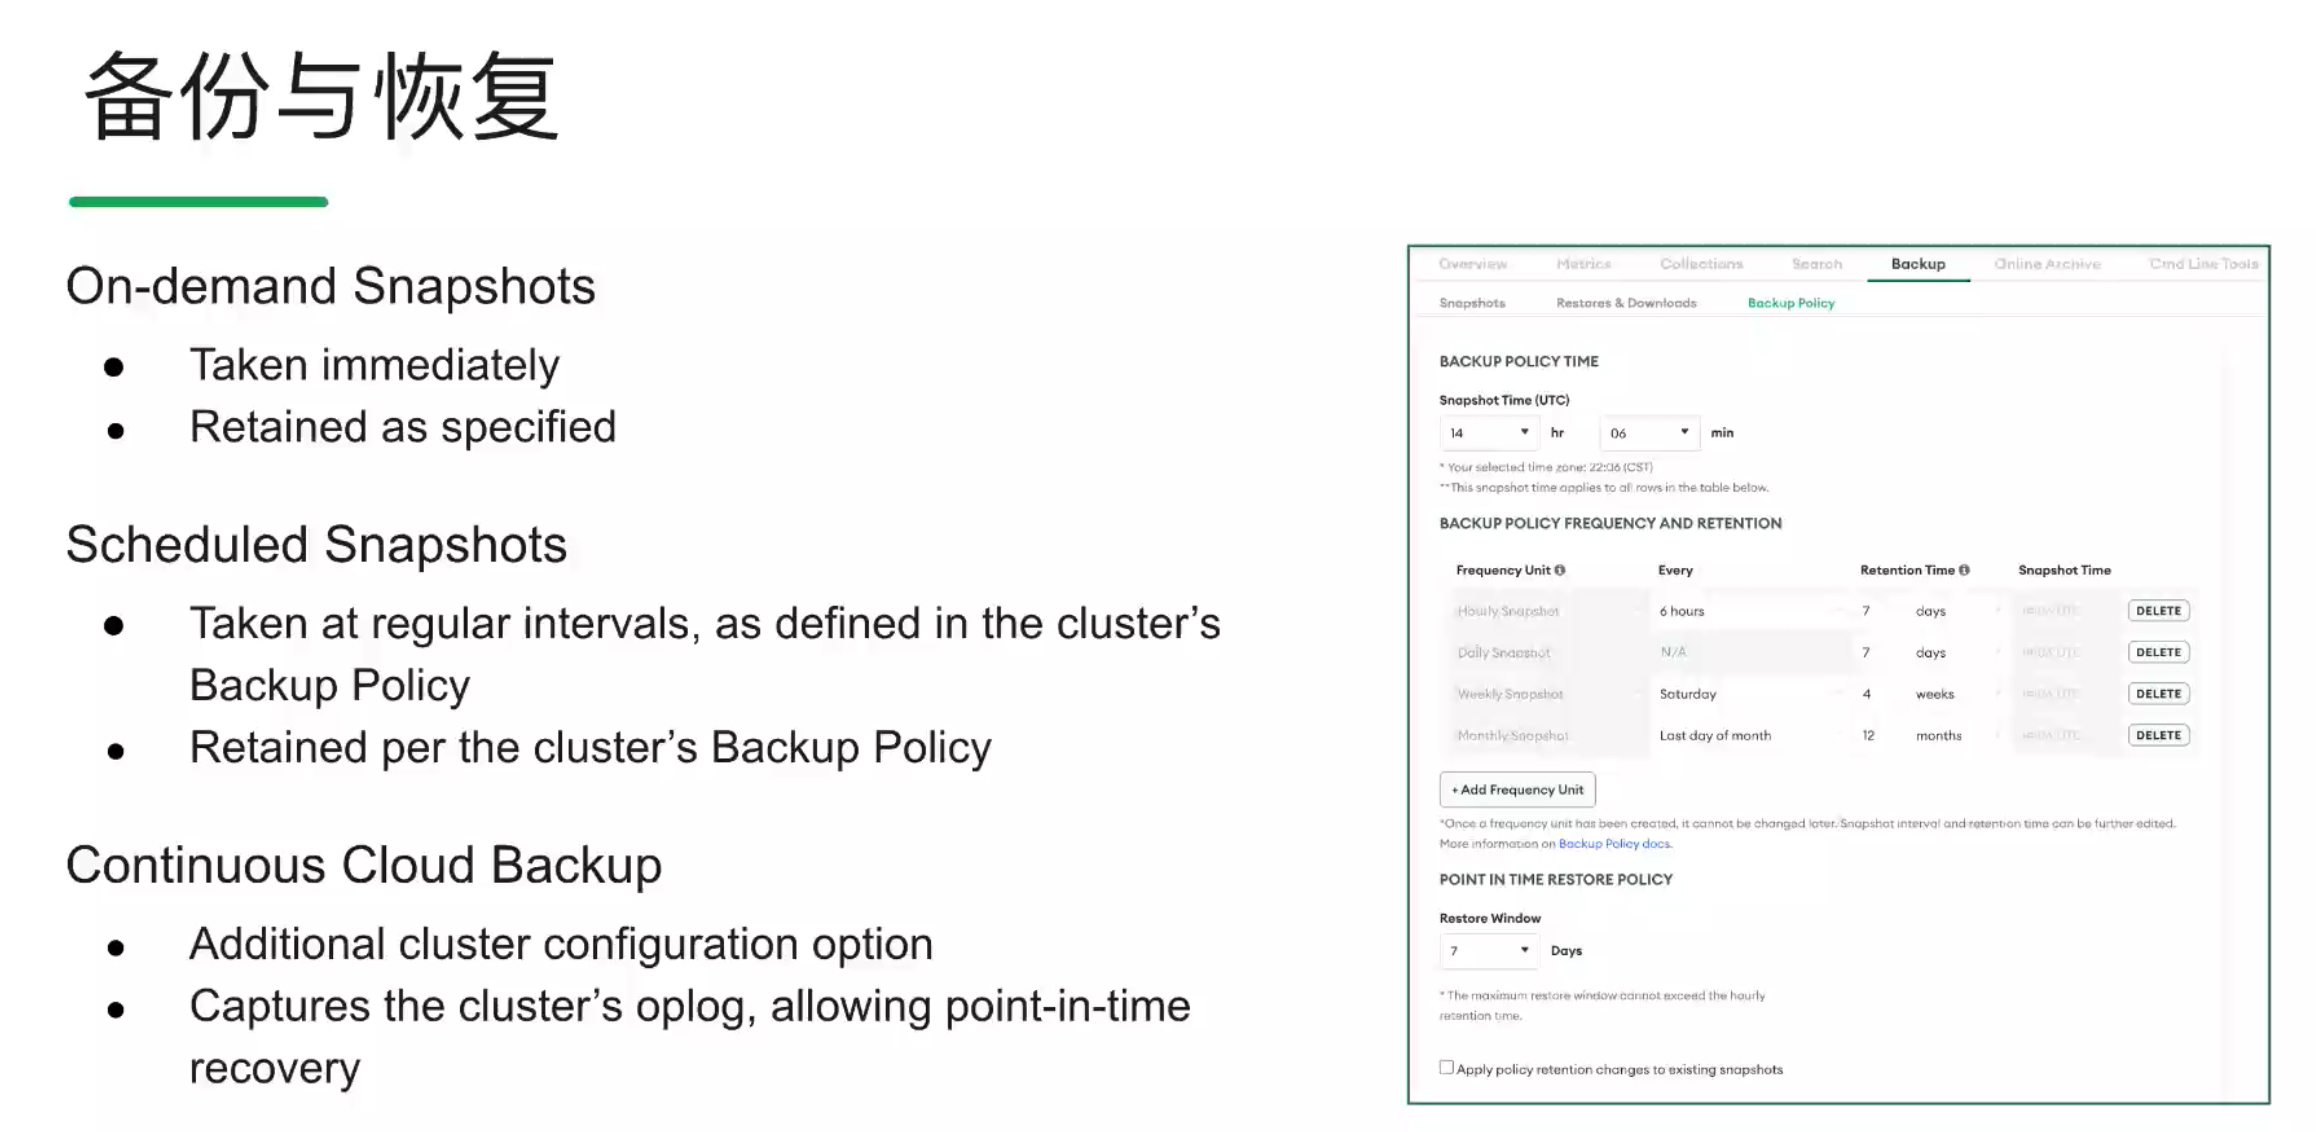 备份与恢复
On-demand Snapshots
● Taken immediately
● Retained as specified
Scheduled Snapshots
● Taken at regular intervals, as defined in the cluster’s
Backup Policy
● Retained per the cluster’s Backup Policy
Continuous Cloud Backup
● Additional cluster configuration option
● Captures the cluster’s oplog, allowing point-in-time
recovery
Overview Metrics Collections Search Backup Online Archive Cmd Line Tools
Snapshots Restores & Downloads Backup Policy
BACKUP POLICY TIME
Snapshot Time (UTC)
14 hr 06 min
* Your selected time zone: 22:06 (CST)
**This snapshot time applies to all rows in the table below.
BACKUP POLICY FREQUENCY AND RETENTION
Frequency Unit Every Retention Time Snapshot Time
Hourly Snapshot 6 hours 7 days DELETE
Daily Snapshot N/A 7 days DELETE
Weekly Snapshot Saturday 4 weeks DELETE
Monthly Snapshot Last day of month 12 months DELETE
+ Add Frequency Unit
*Once a frequency unit has been created, it cannot be changed later. Snapshot interval and retention time can be further edited.
More information on Backup Policy docs.
POINT IN TIME RESTORE POLICY
Restore Window
7 Days
* The maximum restore window cannot exceed the hourly
retention time.
Apply policy retention changes to existing snapshots